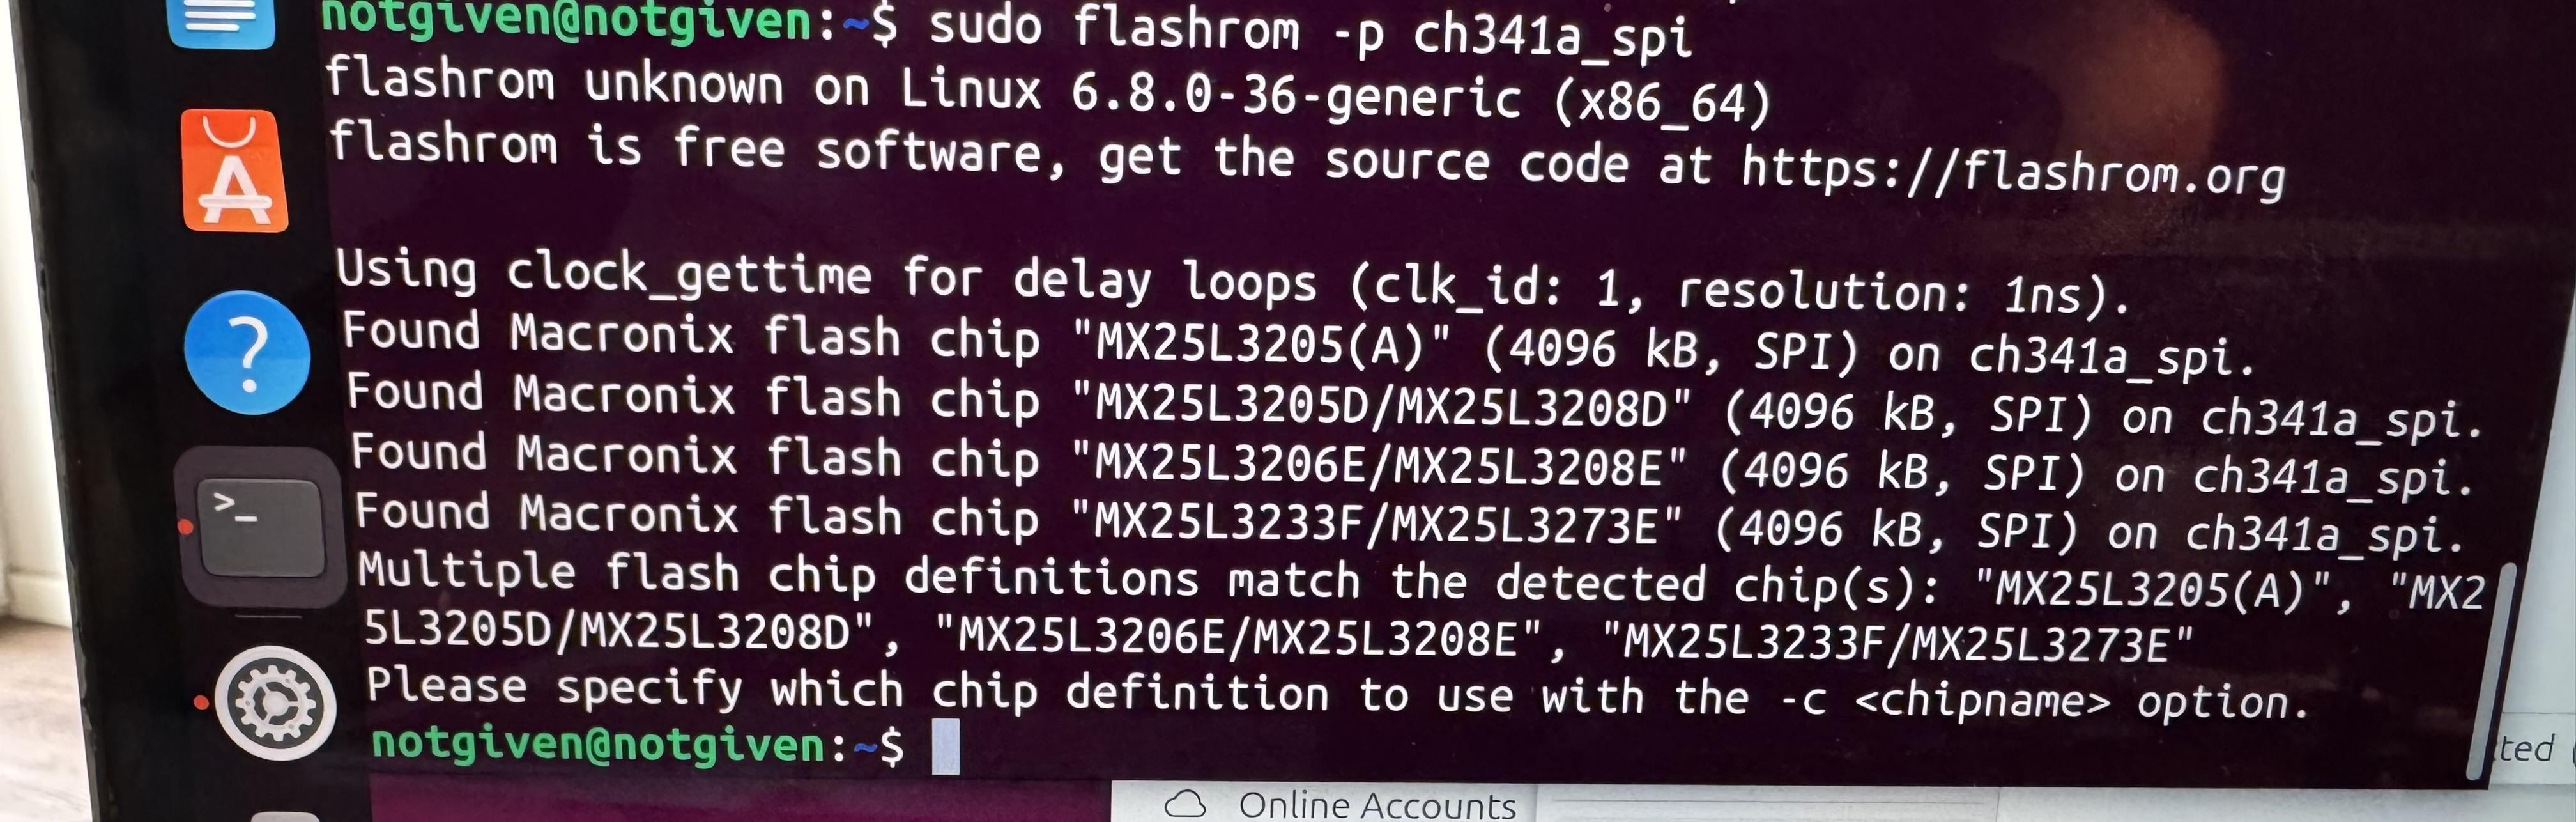 notgiven@notgiven:~$ sudo flashrom -p ch341a_spi
flashrom unknown on Linux 6.8.0-36-generic (x86_64)
flashrom is free software, get the source code at https://flashrom.org
Using clock_gettime for delay loops (clk_id: 1, resolution: 1ns).
Found Macronix flash chip "MX25L3205(A)" (4096 kB, SPI) on ch341a_spi.
Found Macronix flash chip "MX25L3205D/MX25L3208D" (4096 kB, SPI) on ch341a_spi.
Found Macronix flash chip "MX25L3206E/MX25L3208E" (4096 kB, SPI) on ch341a_spi.
Found Macronix flash chip "MX25L3233F/MX25L3273E" (4096 kB, SPI) on ch341a_spi.
Multiple flash chip definitions match the detected chip(s): "MX25L3205(A)", "MX2
5L3205D/MX25L3208D", "MX25L3206E/MX25L3208E", "MX25L3233F/MX25L3273E"
Please specify which chip definition to use with the -c <chipname> option.
notgiven@notgiven:~$
Online Accounts